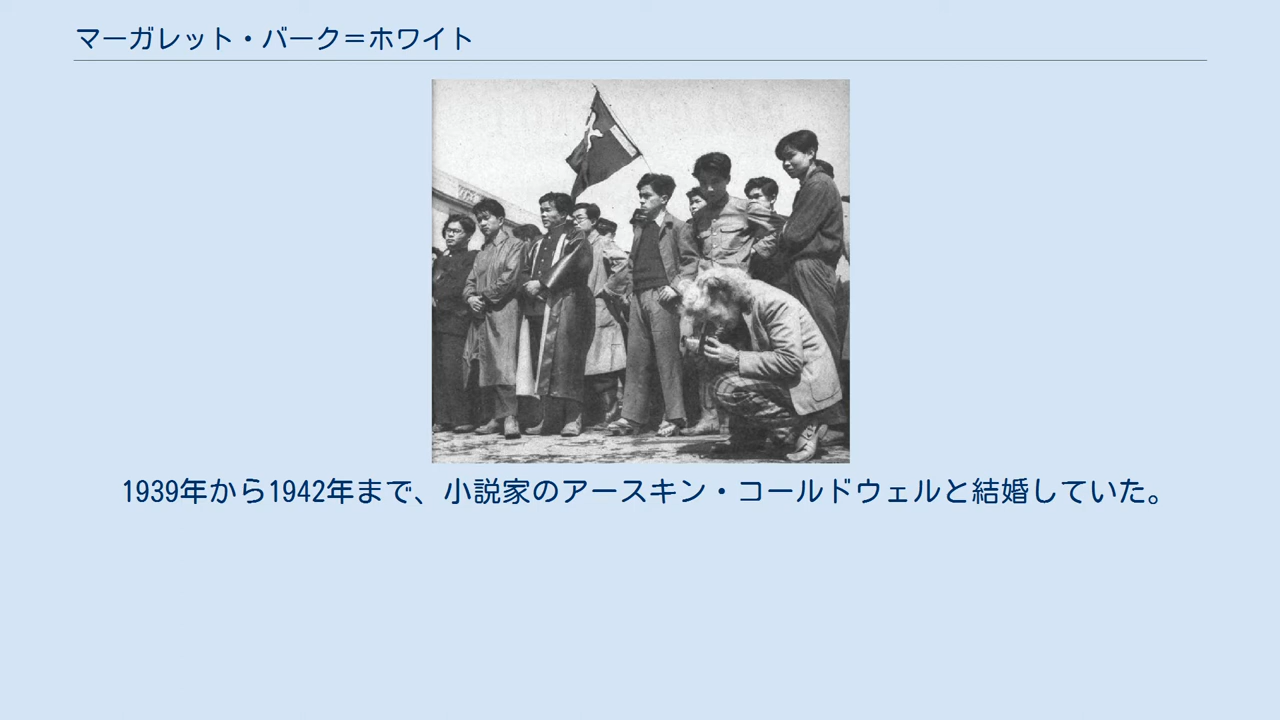 マーガレット・バーク＝ホワイト
1939年から1942年まで、小説家のアースキン・コールドウェルと結婚していた。